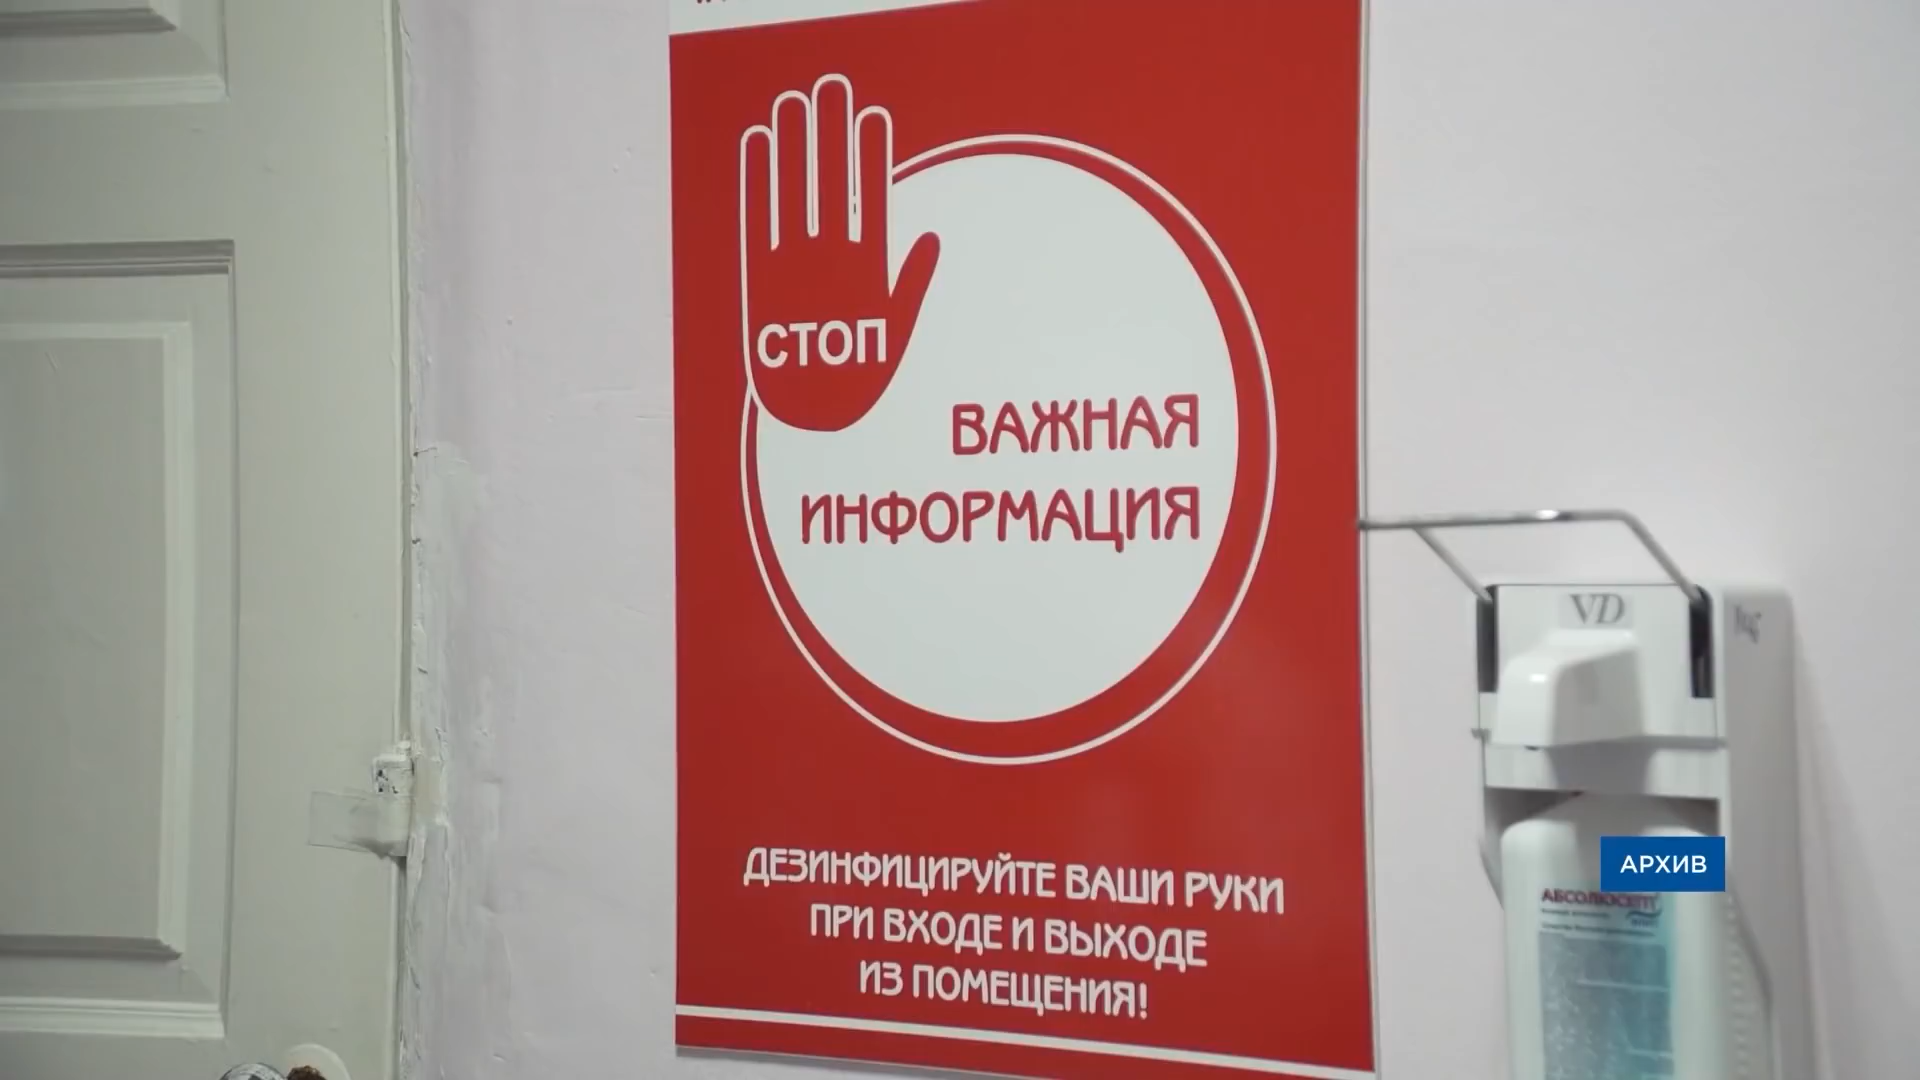 СТОП
ВАЖНАЯ
ИНФОРМАЦИЯ
ДЕЗИНФИЦИРУЙТЕ ВАШИ РУКИ
ПРИ ВХОДЕ И ВЫХОДЕ
ИЗ ПОМЕЩЕНИЯ!
VD
АРХИВ
АБСОЛЮСЕПТ